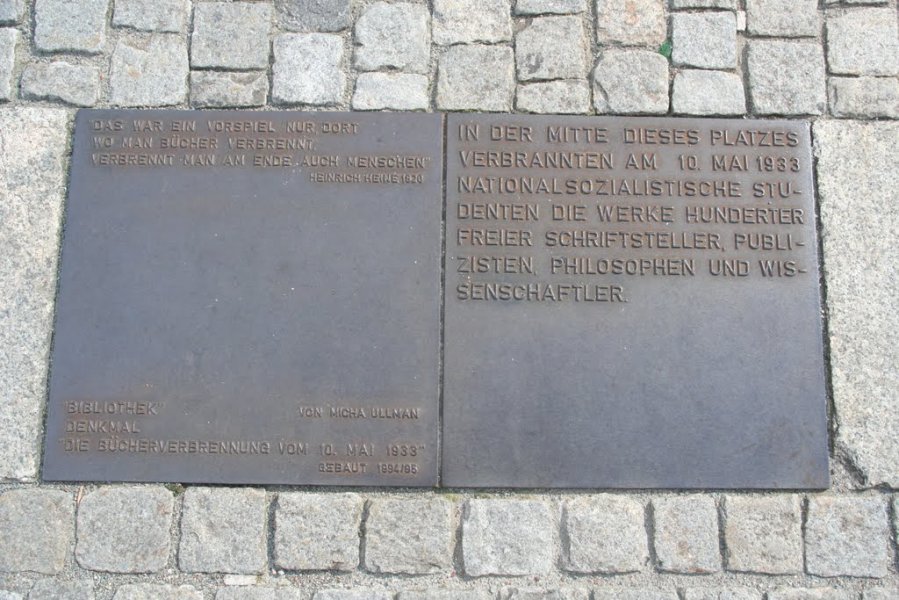 DAS WAR EIN VORSPIEL NUR DORT
WO MAN BÜCHER VERBRENNT,
VERBRENNT MAN AM ENDE AUCH MENSCHEN"
HEINRICH HEINE 1820
"BIBLIOTHEK"
VON MICHA ULLMAN
DENKMAL
"DIE BÜCHERVERBRENNUNG VOM 10. MAI 1933"
GEBAUT 1994/95
IN DER MITTE DIESES PLATZES
VERBRANNTEN AM 10. MAI 1933
NATIONALSOZIALISTISCHE STU-
DENTEN DIE WERKE HUNDERTER
FREIER SCHRIFTSTELLER, PUBLI-
ZISTEN, PHILOSOPHEN UND WIS-
SENSCHAFTLER.